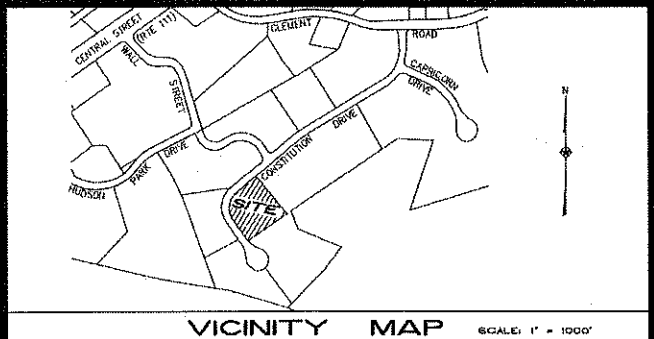 CENTRAL STREET
(RTE 111)
CLEMENT
ROAD
WALL
STREET
CAPRICORN
DRIVE
N
CONSTITUTION DRIVE
HUDSON
PARK
DRIVE
SITE
VICINITY MAP SCALE: 1" = 1000'